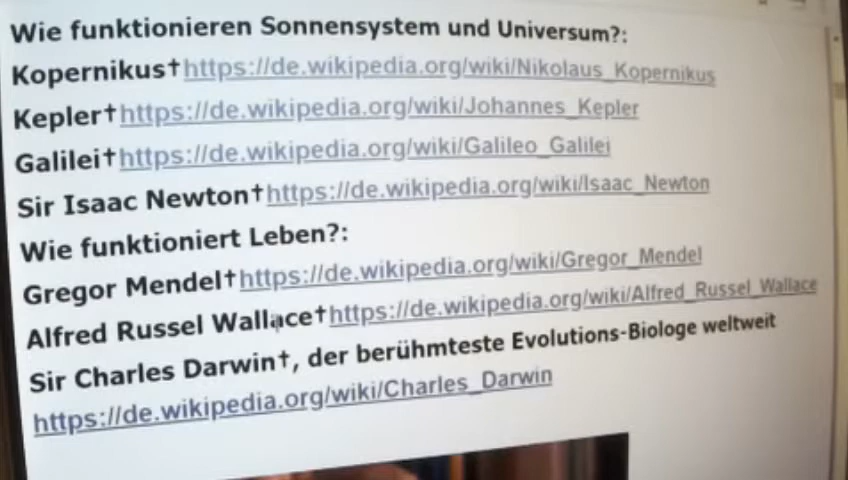 Wie funktionieren Sonnensystem und Universum?:
Kopernikus†https://de.wikipedia.org/wiki/Nikolaus_Kopernikus
Kepler†https://de.wikipedia.org/wiki/Johannes_Kepler
Galilei†https://de.wikipedia.org/wiki/Galileo_Galilei
Sir Isaac Newton†https://de.wikipedia.org/wiki/Isaac_Newton
Wie funktioniert Leben?:
Gregor Mendel†https://de.wikipedia.org/wiki/Gregor_Mendel
Alfred Russel Wallace†https://de.wikipedia.org/wiki/Alfred_Russel_Wallace
Sir Charles Darwin†, der berühmteste Evolutions-Biologe weltweit
https://de.wikipedia.org/wiki/Charles_Darwin